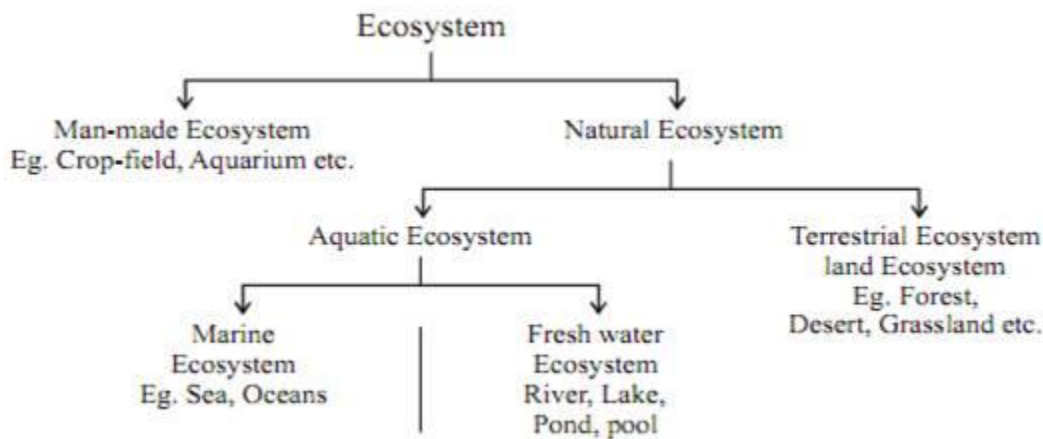 Ecosystem
Man-made Ecosystem
Eg. Crop-field, Aquarium etc.
Natural Ecosystem
Aquatic Ecosystem
Terrestrial Ecosystem
land Ecosystem
Eg. Forest,
Desert, Grassland etc.
Marine
Ecosystem
Eg. Sea, Oceans
Fresh water
Ecosystem
River, Lake,
Pond, pool